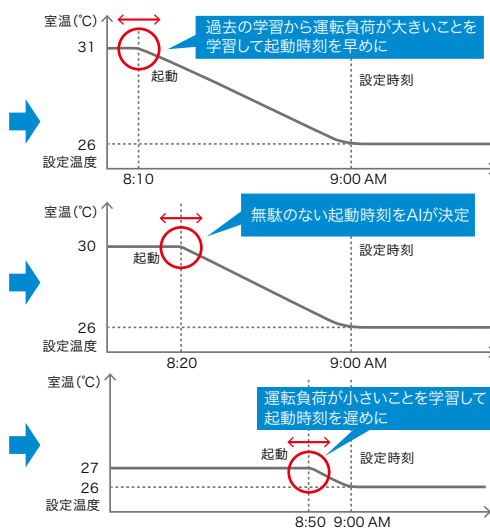 室温(℃)
過去の学習から運転負荷が大きいことを
学習して起動時刻を早めに
31
起動
設定時刻
26
設定温度
8:10
9:00 AM
室温(℃)
無駄のない起動時刻をAIが決定
30
起動
設定時刻
26
設定温度
8:20
9:00 AM
室温(℃)
運転負荷が小さいことを学習して
起動時刻を遅めに
起動
設定時刻
27
26
設定温度
8:50
9:00 AM